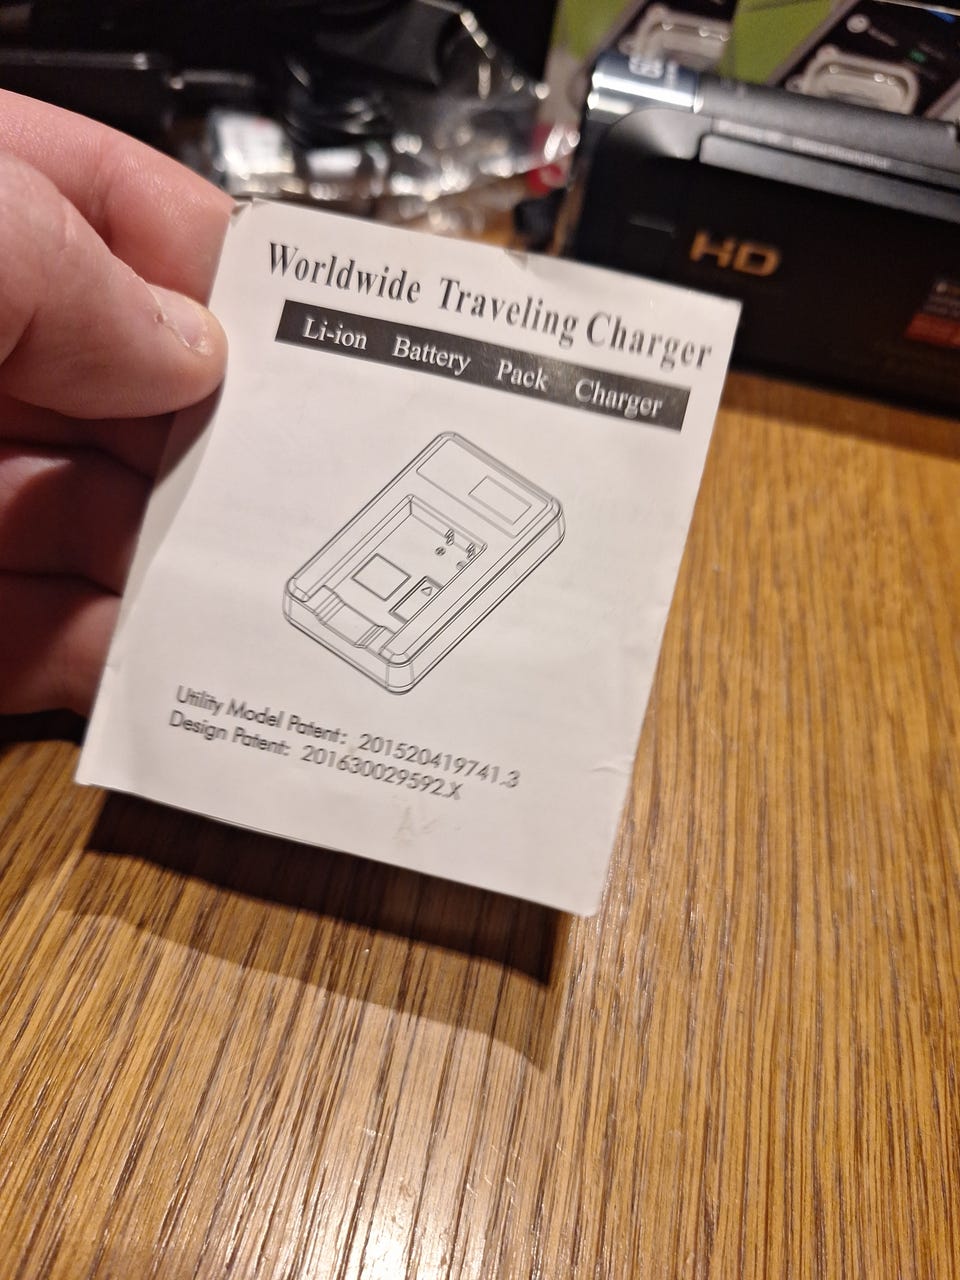 HD
Worldwide Traveling Charger
Li-ion Battery Pack Charger
Utility Model Patent: 201520419741.3
Design Patent: 201630029592.X